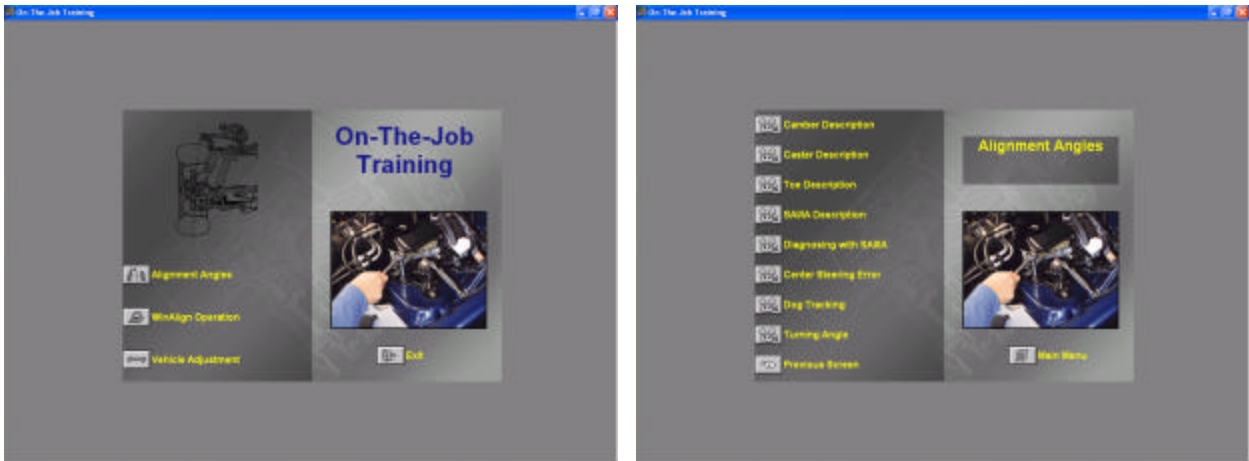 On The Job Training
On-The-Job
Training
Alignment Angles
WinAlign Operation
Vehicle Adjustment
Exit
On The Job Training
Camber Description
Caster Description
Toe Description
SAI/IA Description
Diagnosing with SAI/IA
Center Steering Error
Dog Tracking
Turning Angle
Previous Screen
Alignment Angles
Main Menu